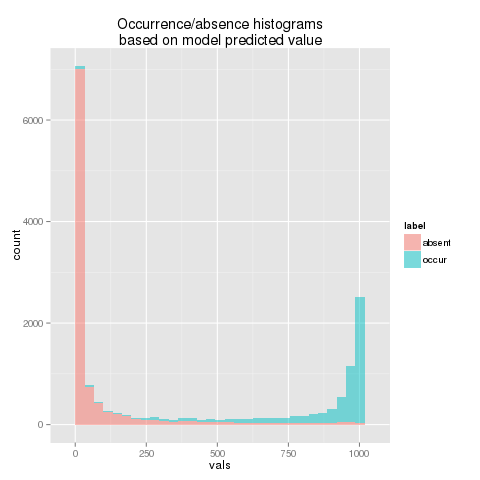 Occurrence/absence histograms
based on model predicted value
6000
4000
2000
0
count
0 250 500 750 1000
vals
label
absent
occur